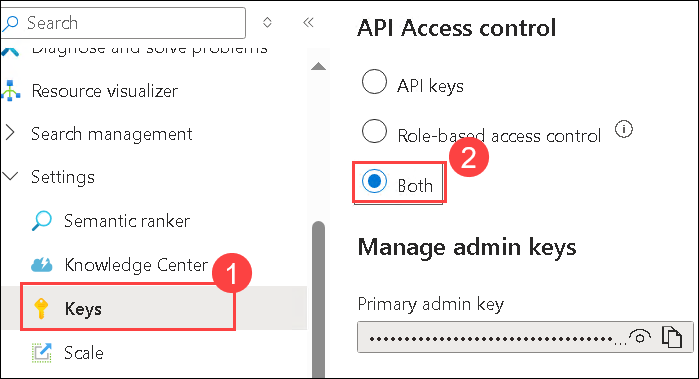 Search
Diagnose and solve problems
Resource visualizer
Search management
Settings
Semantic ranker
Knowledge Center
1
Keys
Scale
API Access control
API keys
Role-based access control
2
Both
Manage admin keys
Primary admin key
••••••••••••••••••••••••••••••••••...